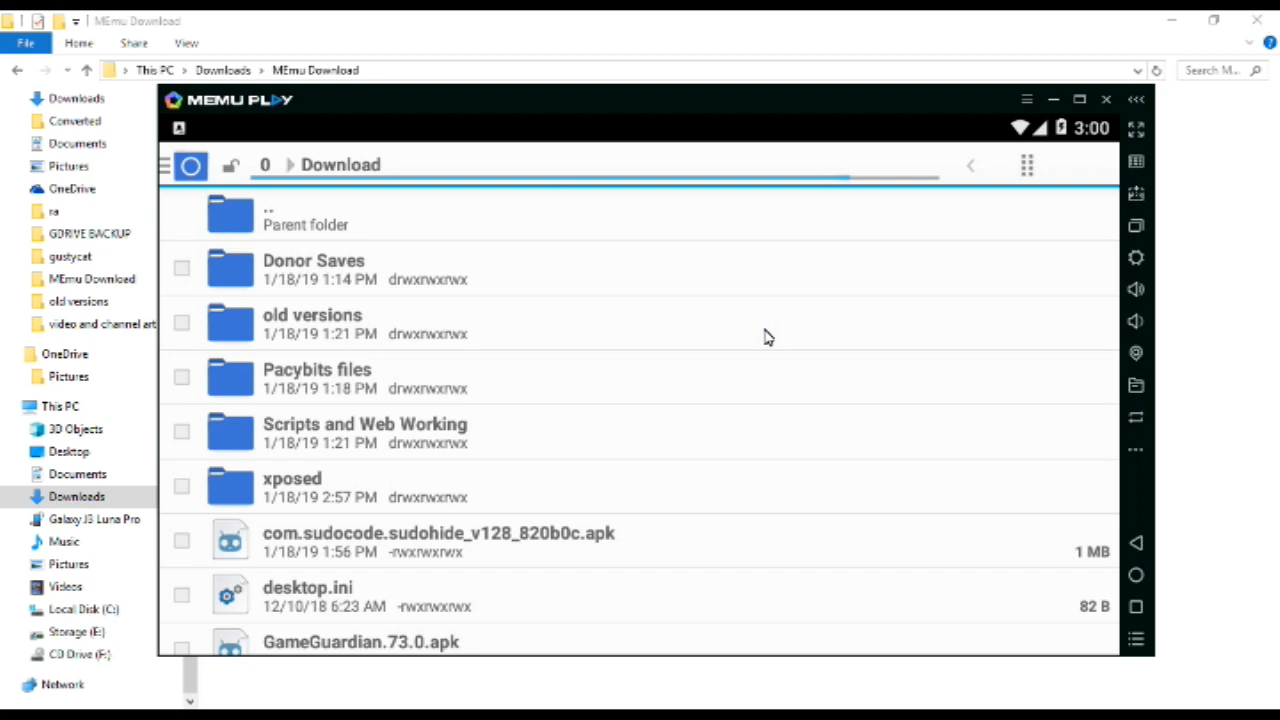 MEmu Download
File Home Share View
This PC > Downloads > MEmu Download
Search M...
Downloads
Converted
Documents
Pictures
OneDrive
ra
GDRIVE BACKUP
gustycat
MEmu Download
old versions
video and channel art
OneDrive
Pictures
This PC
3D Objects
Desktop
Documents
Downloads
Galaxy J3 Luna Pro
Music
Pictures
Videos
Local Disk (C:)
Storage (E:)
CD Drive (F:)
Network
MEMU PLAY
3:00
0 Download
..
Parent folder
Donor Saves
1/18/19 1:14 PM drwxrwxrwx
old versions
1/18/19 1:21 PM drwxrwxrwx
Pacybits files
1/18/19 1:18 PM drwxrwxrwx
Scripts and Web Working
1/18/19 1:21 PM drwxrwxrwx
xposed
1/18/19 2:57 PM drwxrwxrwx
com.sudocode.sudohide_v128_820b0c.apk
1/18/19 1:56 PM -rwxrwxrwx 1 MB
desktop.ini
12/10/18 6:23 AM -rwxrwxrwx 82 B
GameGuardian.73.0.apk